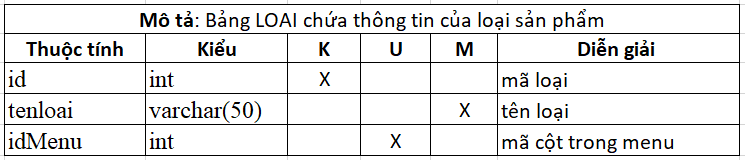 Mô tả: Bảng LOAI chứa thông tin của loại sản phẩm
Thuộc tính Kiểu K U M Diễn giải
id int X mã loại
tenloai varchar(50) X tên loại
idMenu int X mã cột trong menu